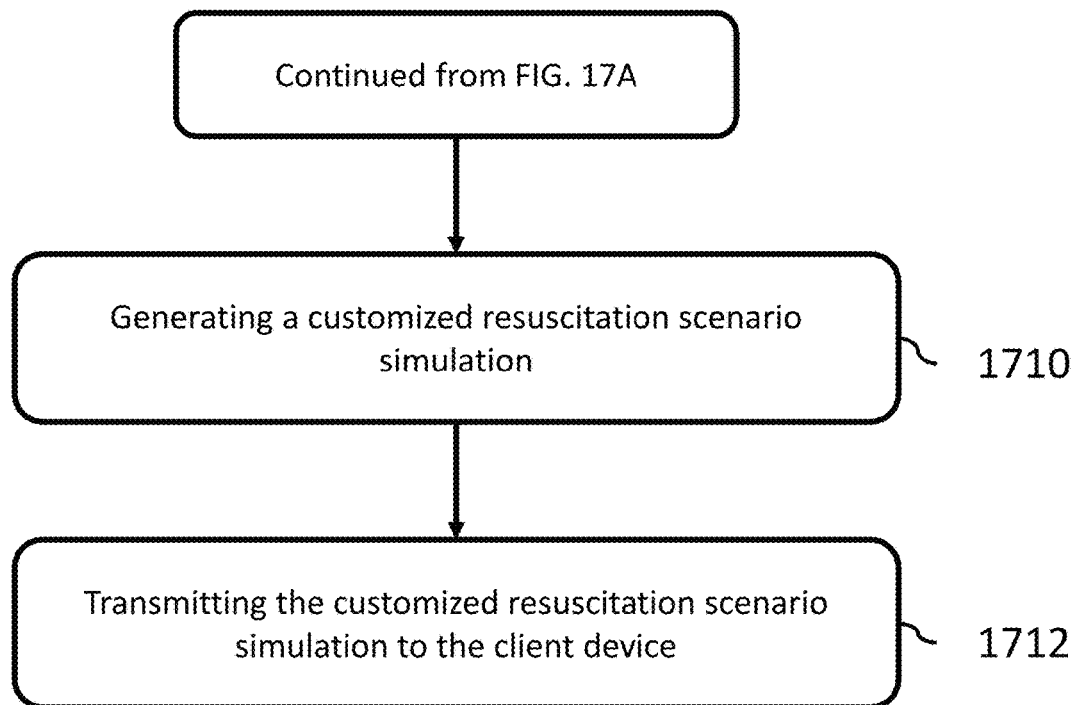 Continued from FIG. 17A
Generating a customized resuscitation scenario
simulation
1710
Transmitting the customized resuscitation scenario
simulation to the client device
1712